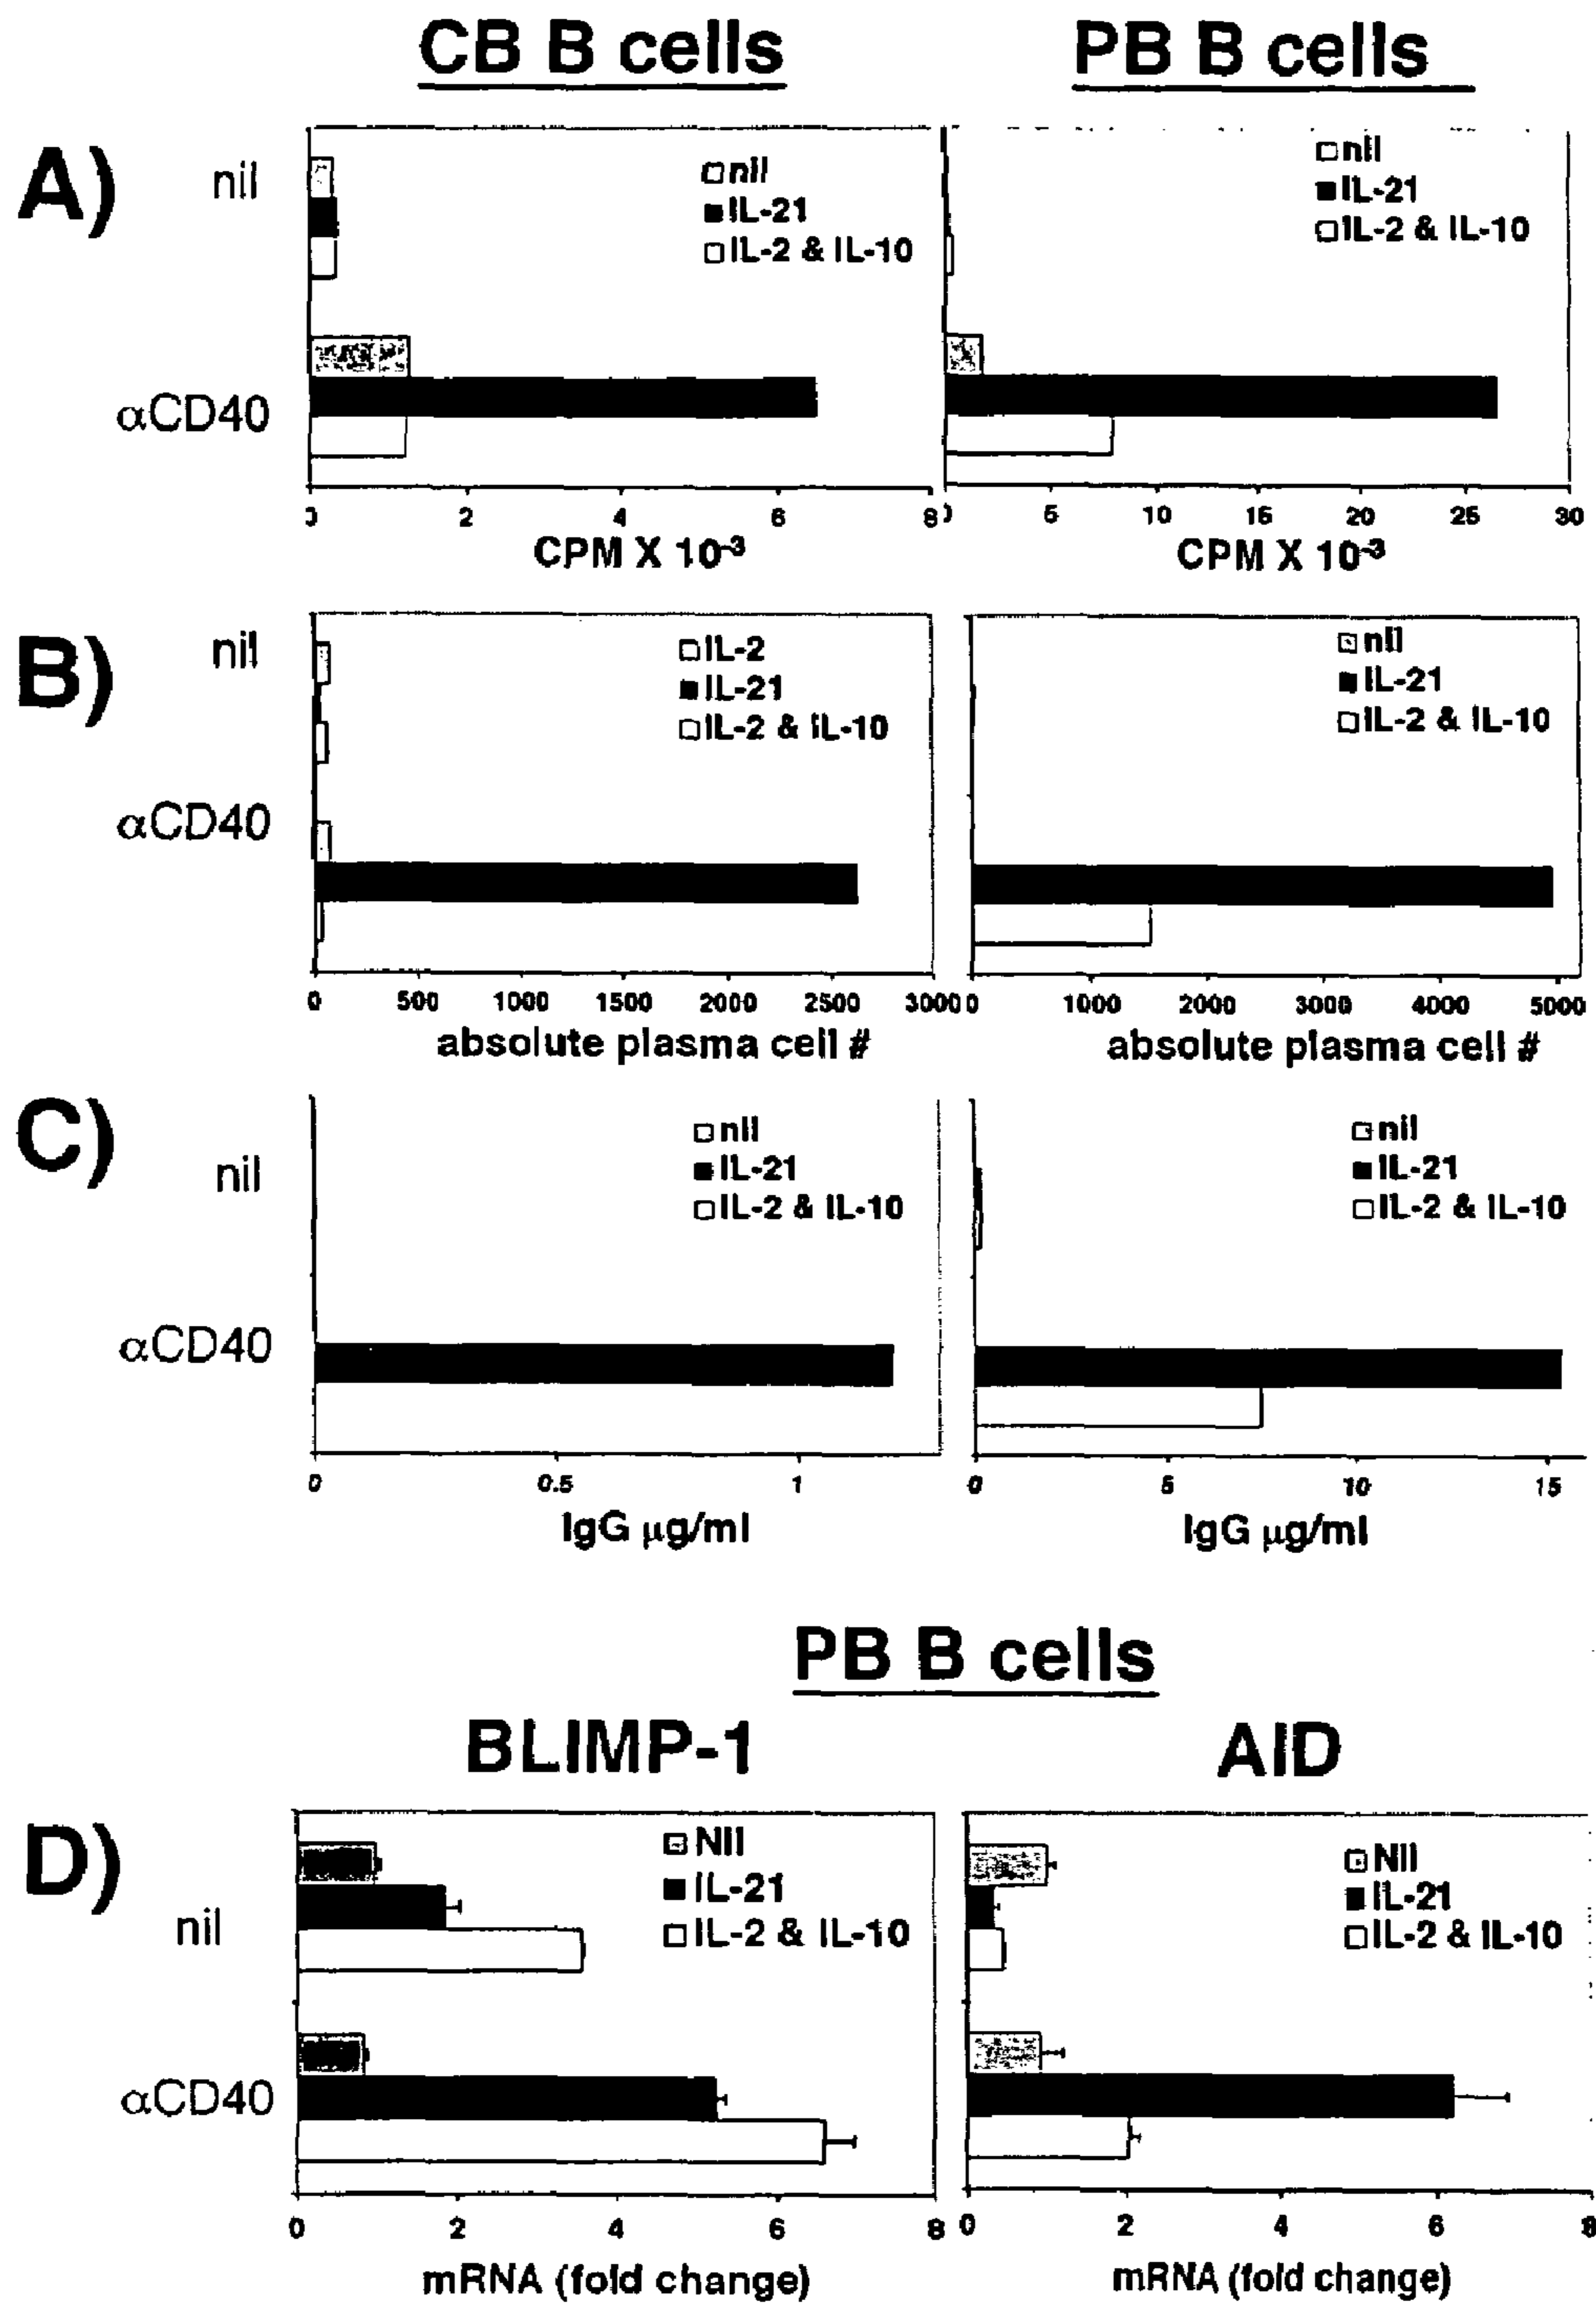 CB B cells
PB B cells
A)
nil
αCD40
nil
IL-21
IL-2 & IL-10
nil
IL-21
IL-2 & IL-10
0 2 4 6 8
CPM X 10-3
0 5 10 15 20 25 30
CPM X 10-3
B)
nil
αCD40
IL-2
IL-21
IL-2 & IL-10
nil
IL-21
IL-2 & IL-10
0 500 1000 1500 2000 2500 3000
absolute plasma cell #
0 1000 2000 3000 4000 5000
absolute plasma cell #
C)
nil
αCD40
nil
IL-21
IL-2 & IL-10
nil
IL-21
IL-2 & IL-10
0 0.5 1
IgG μg/ml
0 5 10 15
IgG μg/ml
PB B cells
BLIMP-1
AID
D)
nil
αCD40
Nil
IL-21
IL-2 & IL-10
Nil
IL-21
IL-2 & IL-10
0 2 4 6 8
mRNA (fold change)
0 2 4 6 8
mRNA (fold change)